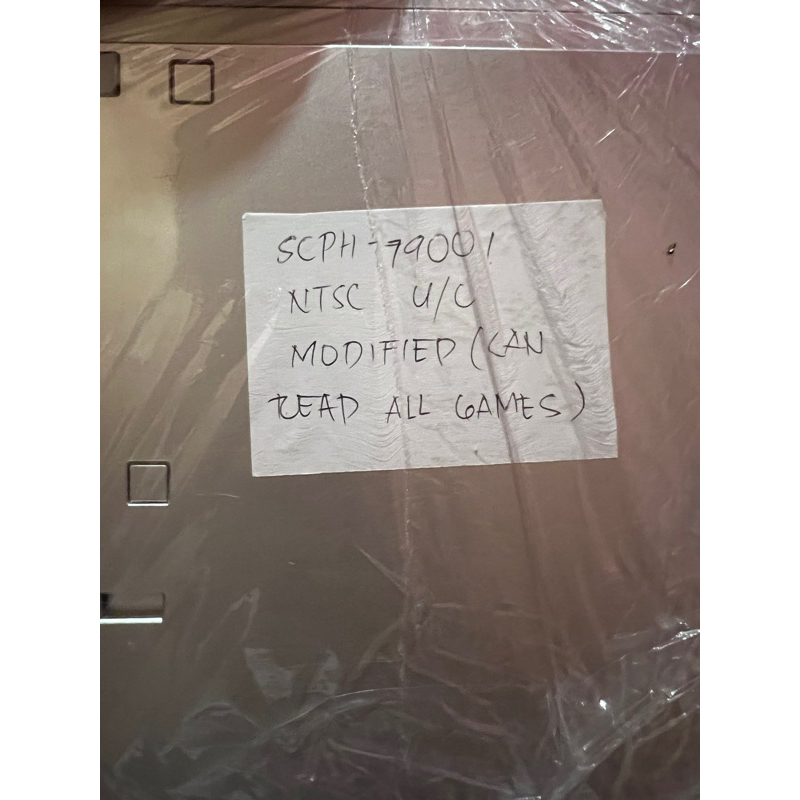 SCPH-79001
NTSC U/C
MODIFIED (CAN
READ ALL GAMES)